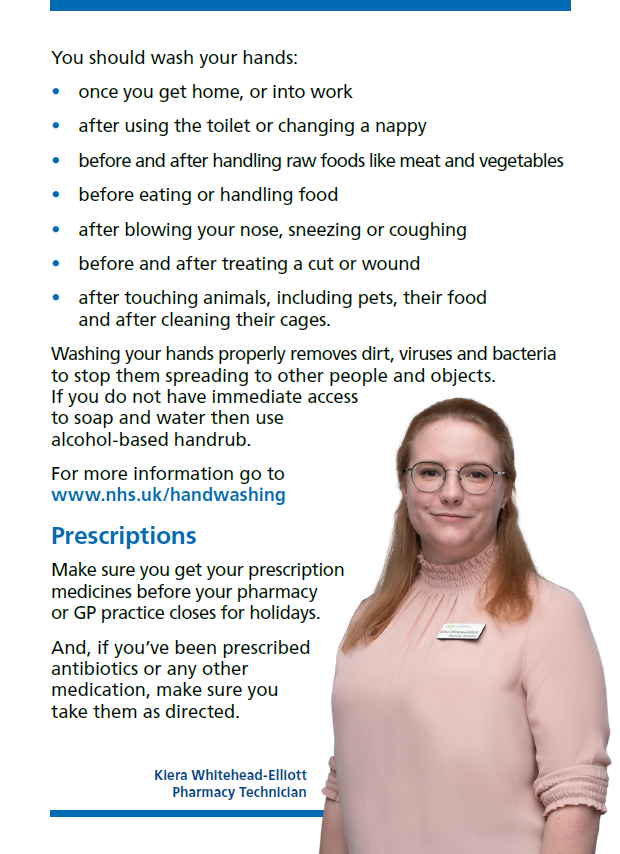 You should wash your hands:
• once you get home, or into work
• after using the toilet or changing a nappy
• before and after handling raw foods like meat and vegetables
• before eating or handling food
• after blowing your nose, sneezing or coughing
• before and after treating a cut or wound
• after touching animals, including pets, their food
and after cleaning their cages.
Washing your hands properly removes dirt, viruses and bacteria
to stop them spreading to other people and objects.
If you do not have immediate access
to soap and water then use
alcohol-based handrub.
For more information go to
www.nhs.uk/handwashing
Prescriptions
Make sure you get your prescription
medicines before your pharmacy
or GP practice closes for holidays.
And, if you’ve been prescribed
antibiotics or any other
medication, make sure you
take them as directed.
Kiera Whitehead-Elliott
Pharmacy Technician